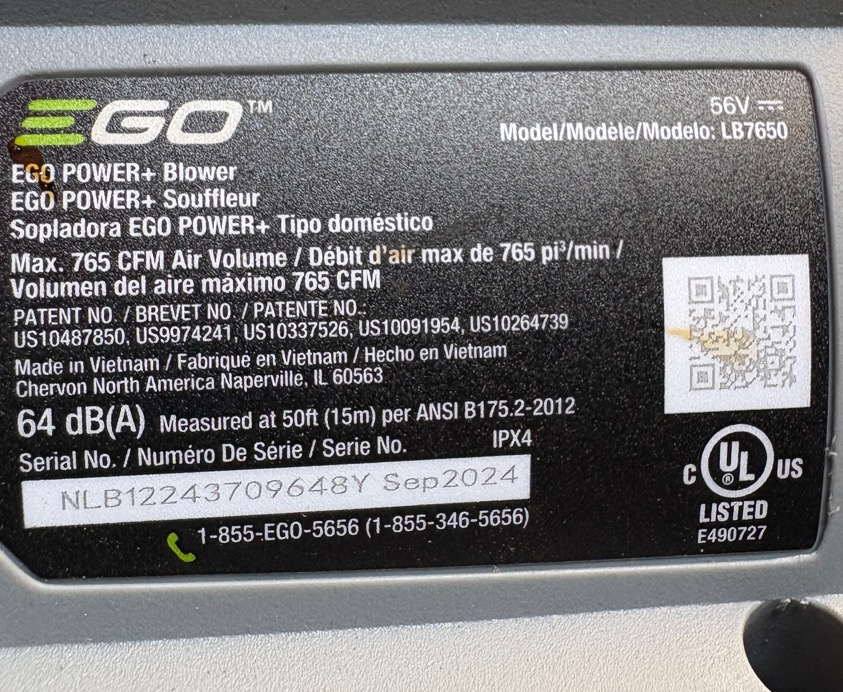 EGO™
56V
Model/Modèle/Modelo: LB7650
EGO POWER+ Blower
EGO POWER+ Souffleur
Sopladora EGO POWER+ Tipo doméstico
Max. 765 CFM Air Volume / Débit d'air max de 765 pi³/min /
Volumen del aire máximo 765 CFM
PATENT NO. / BREVET NO. / PATENTE NO.:
US10487850, US9974241, US10337526, US10091954, US10264739
Made in Vietnam / Fabriqué en Vietnam / Hecho en Vietnam
Chervon North America Naperville, IL 60563
64 dB(A) Measured at 50ft (15m) per ANSI B175.2-2012
Serial No. / Numéro De Série / Serie No. IPX4
NLB12243709648Y Sep2024
1-855-EGO-5656 (1-855-346-5656)
C UL® US
LISTED
E490727